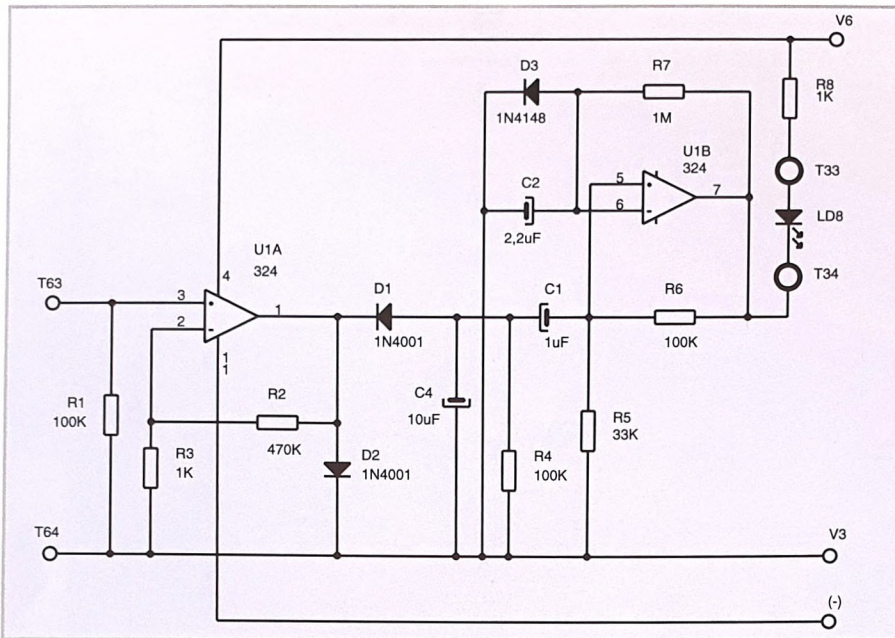 V6
D3
1N4148
R7
1M
R8
1K
U1B
324
T33
C2
2,2uF
5
6
7
LD8
T34
U1A
324
4
T63
3
2
1
1
1
D1
1N4001
C1
1uF
R6
100K
R1
100K
R2
470K
C4
10uF
R5
33K
R3
1K
D2
1N4001
R4
100K
T64
V3
(-)